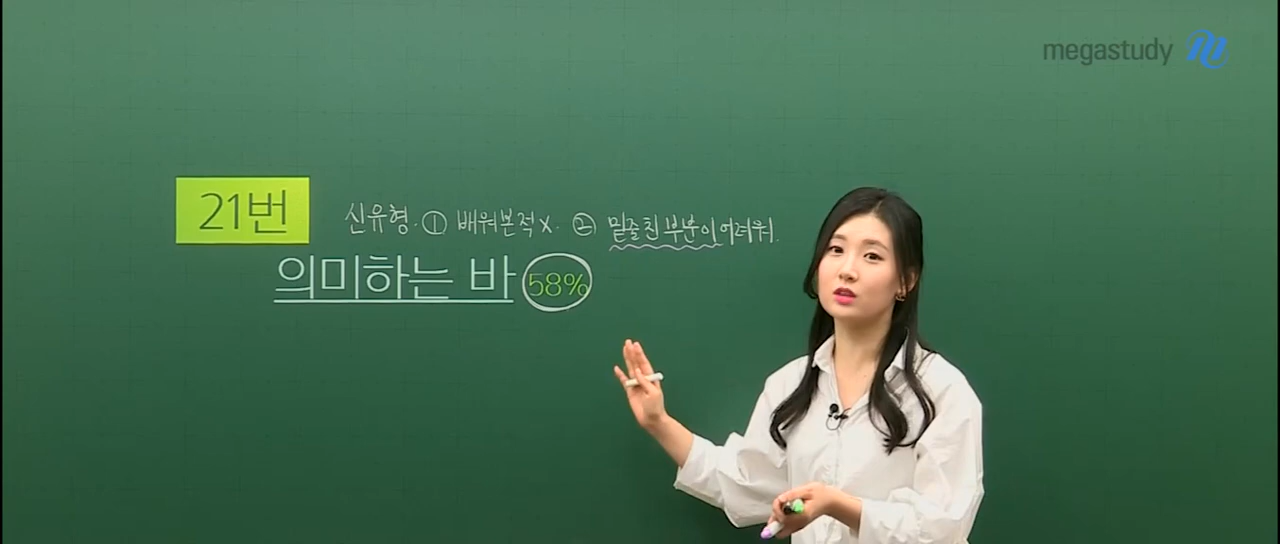 megastudy
21번 신유형. ① 배워본적 x. ② 밑줄친 부분이 어려워.
의미하는 바 58%